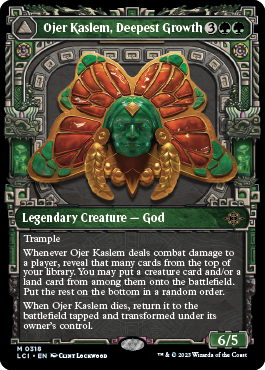 Ojer Kaslem, Deepest Growth 3
Legendary Creature — God
Trample
Whenever Ojer Kaslem deals combat damage to
a player, reveal that many cards from the top of
your library. You may put a creature card and/or a
land card from among them onto the battlefield.
Put the rest on the bottom in a random order.
When Ojer Kaslem dies, return it to the
battlefield tapped and transformed under its
owner's control.
6/5
M 0318
LCI • EN Clint Lockwood
™ & © 2023 Wizards of the Coast